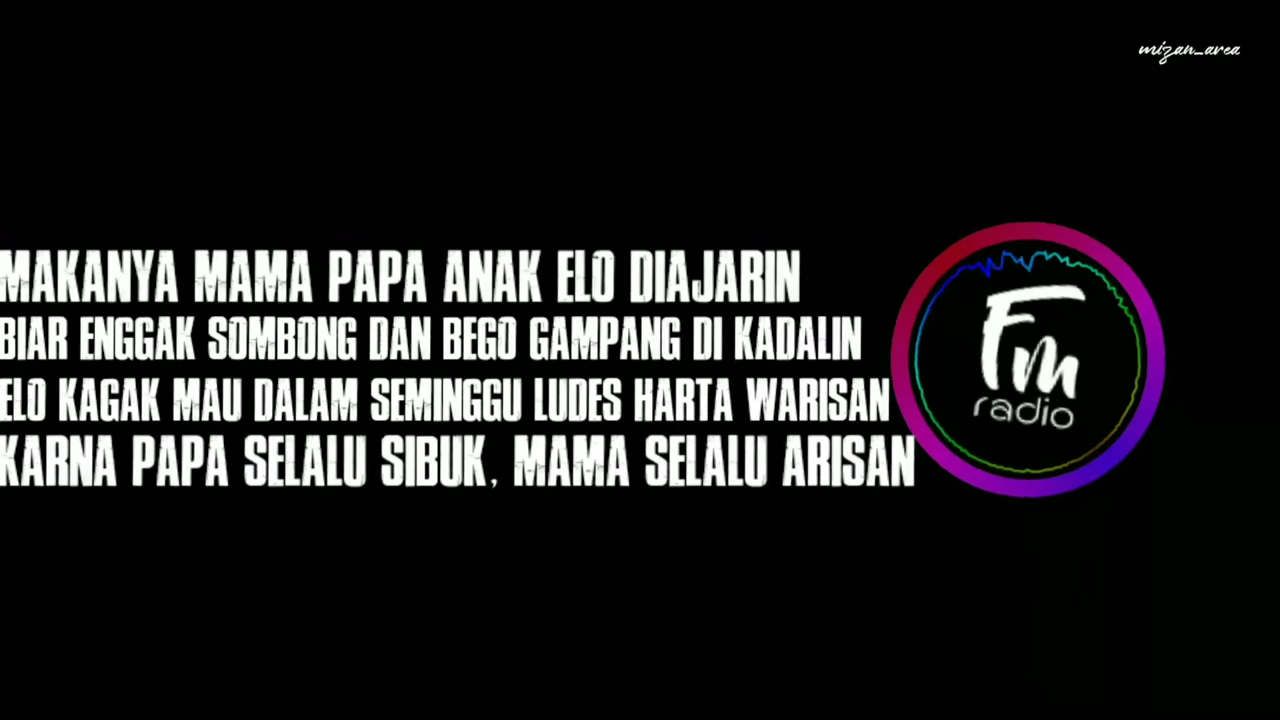 mizan_area
MAKANYA MAMA PAPA ANAK ELO DIAJARIN
BIAR ENGGAK SOMBONG DAN BEGO GAMPANG DI KADALIN
ELO KAGAK MAU DALAM SEMINGGU LUDES HARTA WARISAN
KARNA PAPA SELALU SIBUK, MAMA SELALU ARISAN
Fm
radio